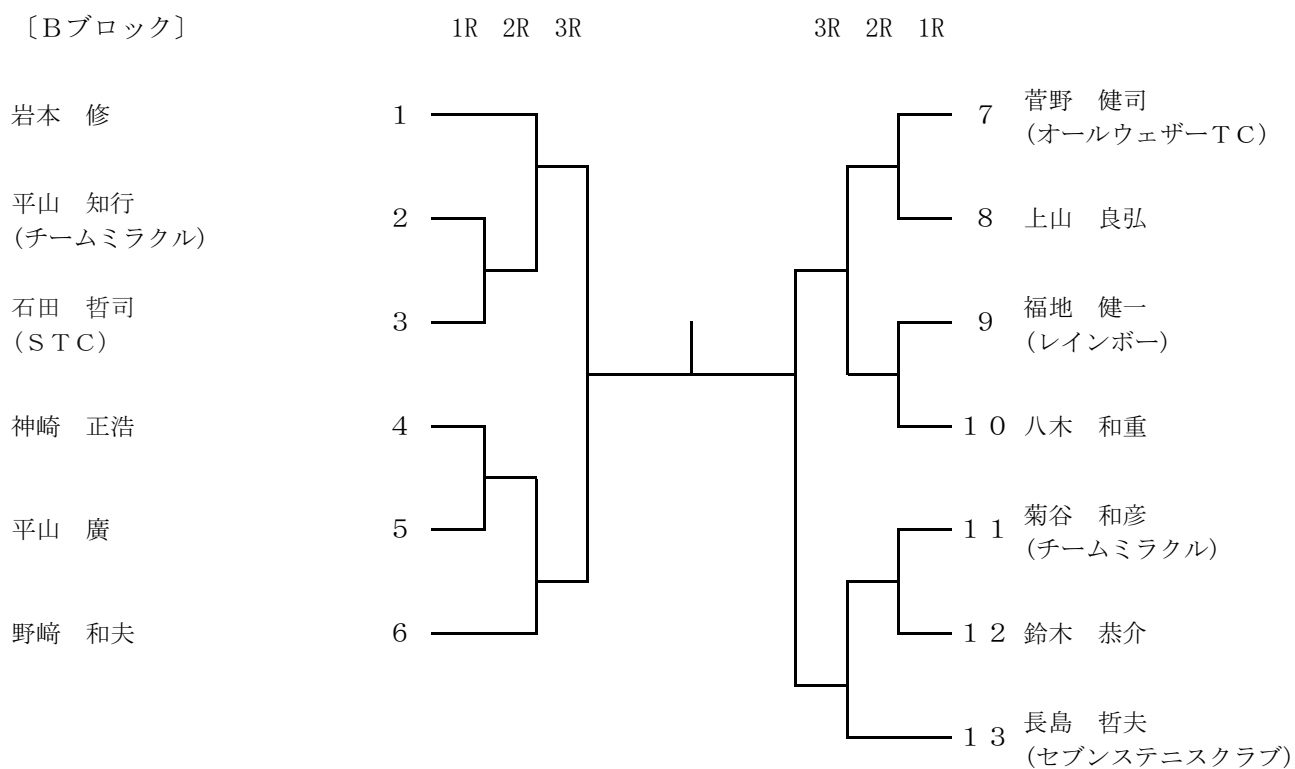 〔Bブロック〕
1R 2R 3R
3R 2R 1R
岩本　修 1
平山　知行
(チームミラクル) 2
石田　哲司
(STC) 3
神崎　正浩 4
平山　廣 5
野﨑　和夫 6
7 菅野　健司
(オールウェザーTC)
8 上山　良弘
9 福地　健一
(レインボー)
10 八木　和重
11 菊谷　和彦
(チームミラクル)
12 鈴木　恭介
13 長島　哲夫
(セブンステニスクラブ)